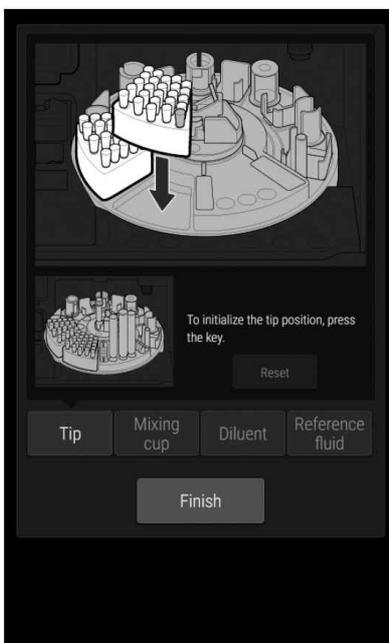 To initialize the tip position, press
the key.
Reset
Tip
Mixing
cup
Diluent
Reference
fluid
Finish